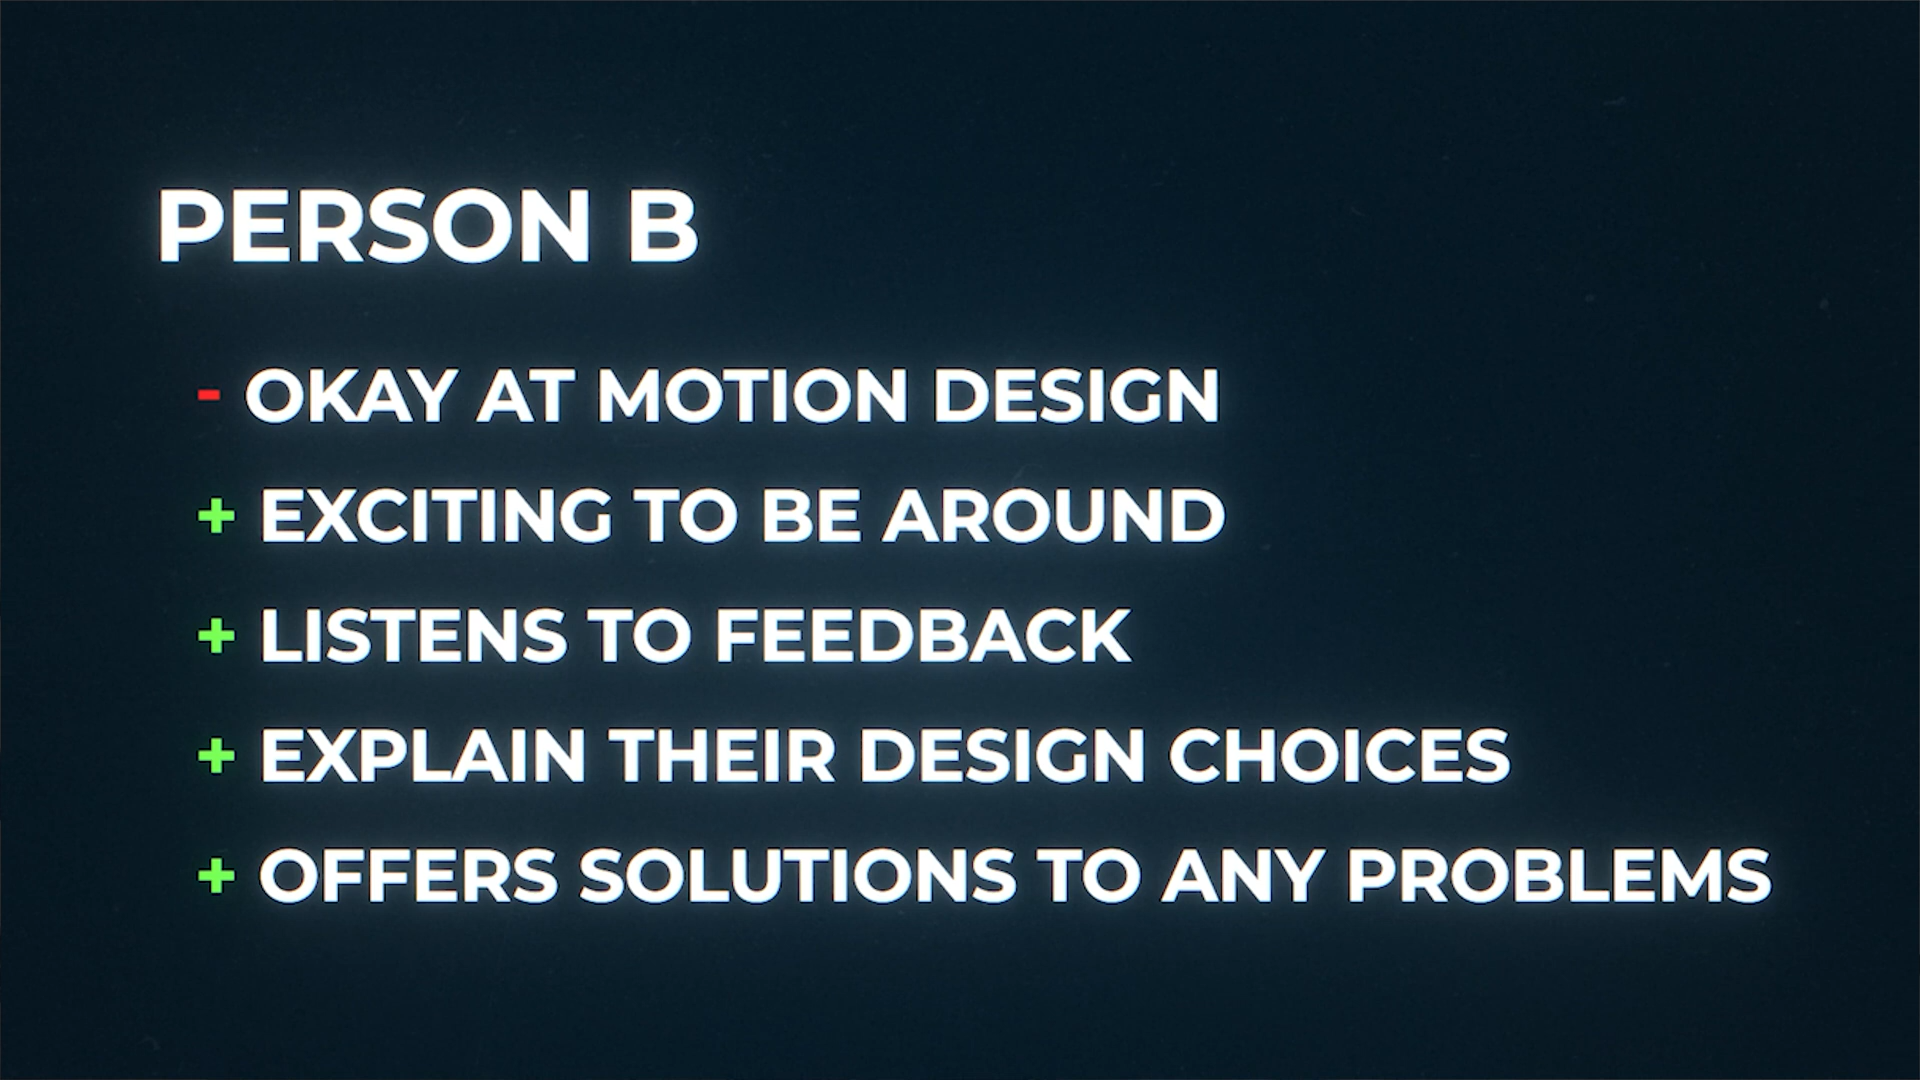 PERSON B
- OKAY AT MOTION DESIGN
+ EXCITING TO BE AROUND
+ LISTENS TO FEEDBACK
+ EXPLAIN THEIR DESIGN CHOICES
+ OFFERS SOLUTIONS TO ANY PROBLEMS